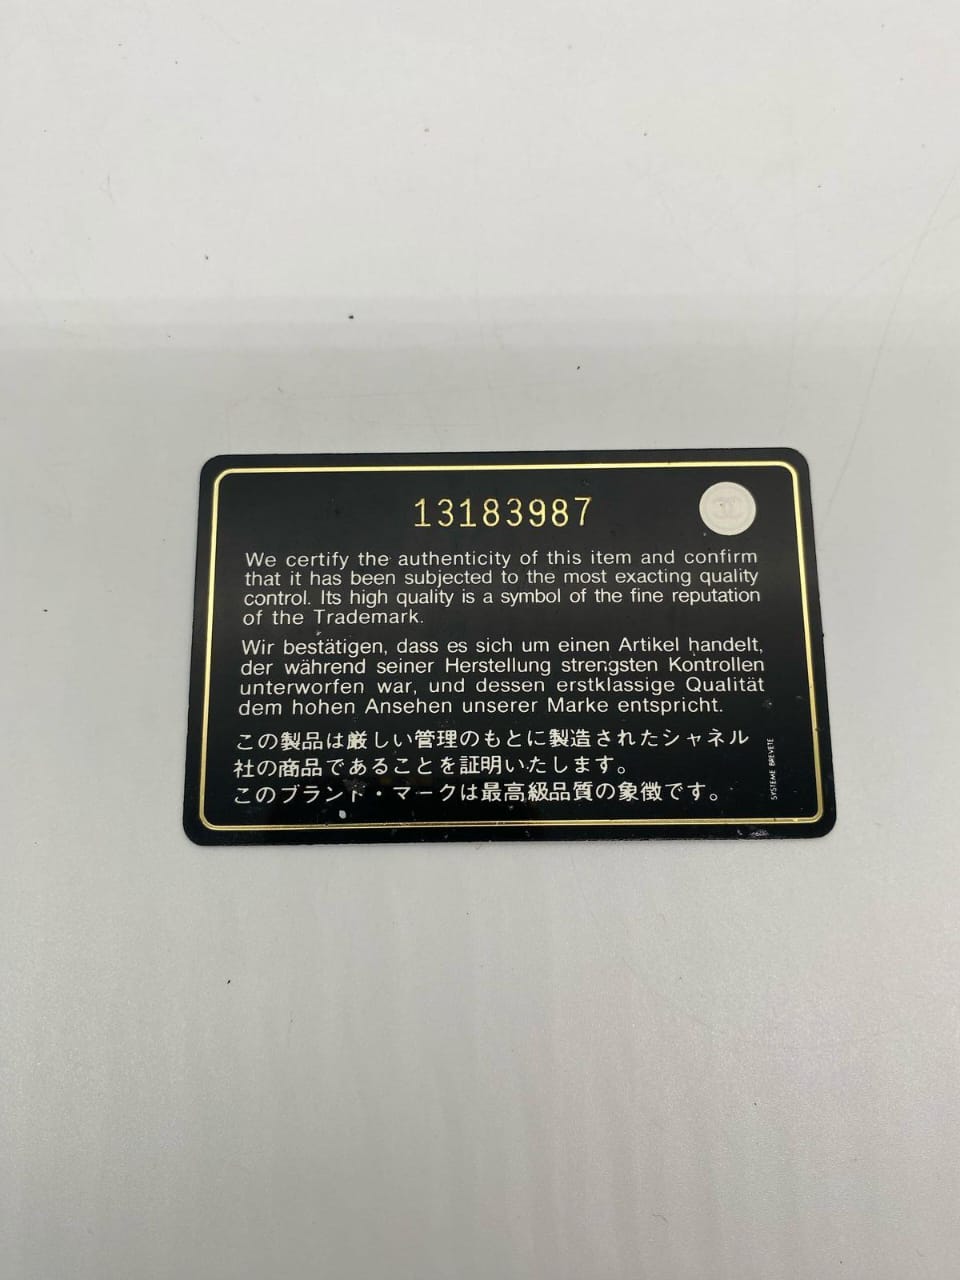 13183987
We certify the authenticity of this item and confirm
that it has been subjected to the most exacting quality
control. Its high quality is a symbol of the fine reputation
of the Trademark.
Wir bestätigen, dass es sich um einen Artikel handelt,
der während seiner Herstellung strengsten Kontrollen
unterworfen war, und dessen erstklassige Qualität
dem hohen Ansehen unserer Marke entspricht.
この製品は厳しい管理のもとに製造されたシャネル
社の商品であることを証明いたします。
このブランド・マークは最高級品質の象徴です。
SYSTEME BREVETE